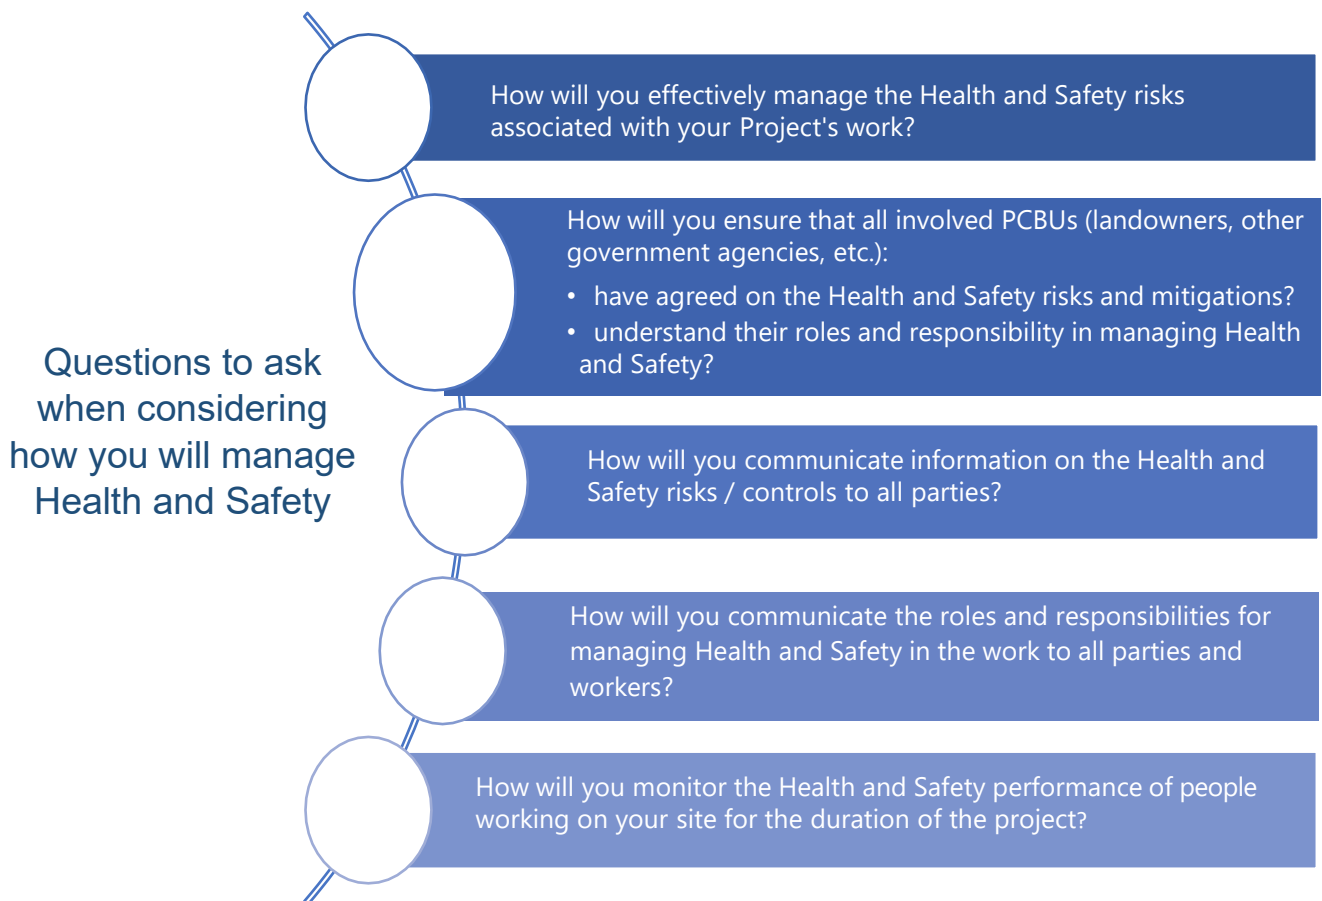 Questions to ask
when considering
how you will manage
Health and Safety
How will you effectively manage the Health and Safety risks
associated with your Project's work?
How will you ensure that all involved PCBUs (landowners, other
government agencies, etc.):
• have agreed on the Health and Safety risks and mitigations?
• understand their roles and responsibility in managing Health
and Safety?
How will you communicate information on the Health and
Safety risks / controls to all parties?
How will you communicate the roles and responsibilities for
managing Health and Safety in the work to all parties and
workers?
How will you monitor the Health and Safety performance of people
working on your site for the duration of the project?